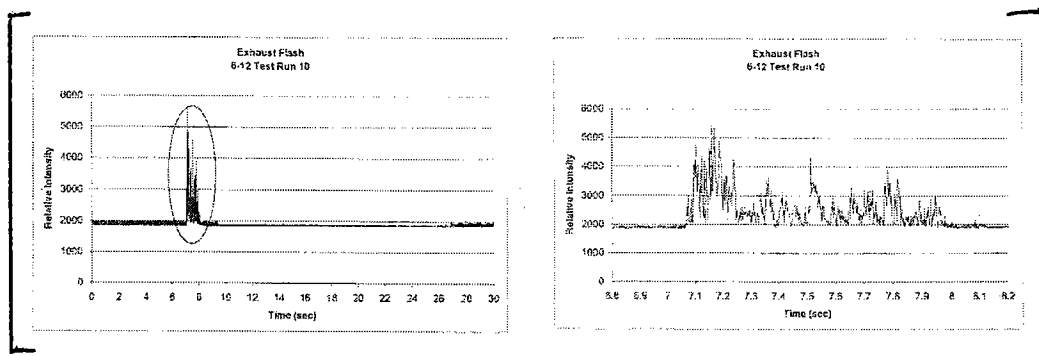 Exhaust Flash
6-12 Test Run 10
Relative Intensity
6000
5000
4000
3000
2000
1000
0
0 2 4 6 8 10 12 14 16 18 20 22 24 26 28 30
Time (sec)
Exhaust Flash
6-12 Test Run 10
Relative Intensity
6000
5000
4000
3000
2000
1000
0
6.8 6.9 7 7.1 7.2 7.3 7.4 7.5 7.6 7.7 7.8 7.9 8 8.1 8.2
Time (sec)